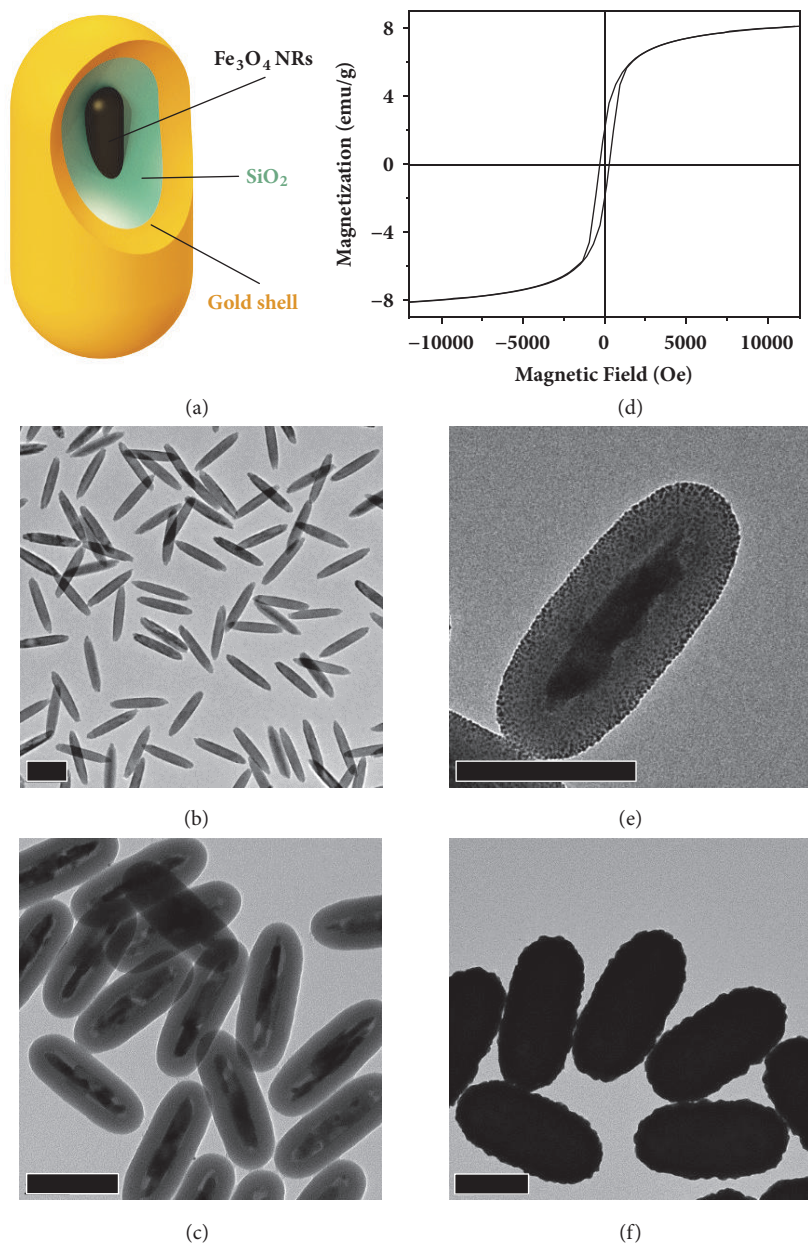 Fe3O4 NRs
SiO2
Gold shell
(a)
Magnetization (emu/g)
8
4
0
−4
−8
−10000 −5000 0 5000 10000
Magnetic Field (Oe)
(d)
(b)
(e)
(c)
(f)